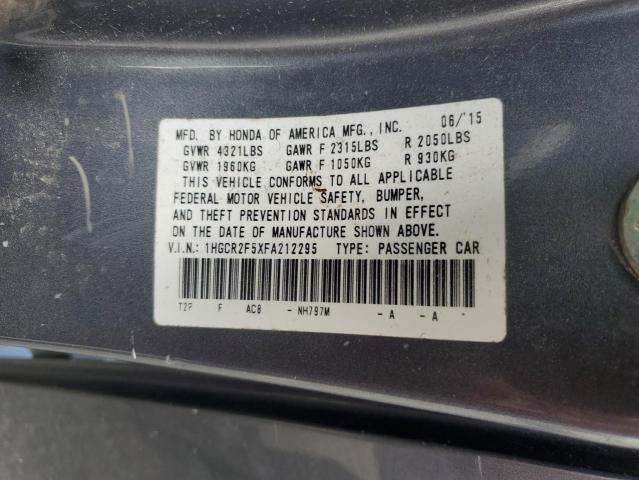 MFD. BY HONDA OF AMERICA MFG., INC. 06/'15
GVWR 4321LBS GAWR F 2315LBS R 2050LBS
GVWR 1960KG GAWR F 1050KG R 930KG
THIS VEHICLE CONFORMS TO ALL APPLICABLE
FEDERAL MOTOR VEHICLE SAFETY, BUMPER,
AND THEFT PREVENTION STANDARDS IN EFFECT
ON THE DATE OF MANUFACTURE SHOWN ABOVE.
V.I.N.: 1HGCR2F5XFA212295 TYPE: PASSENGER CAR
T2P F AC8 - NH797M - A - A -